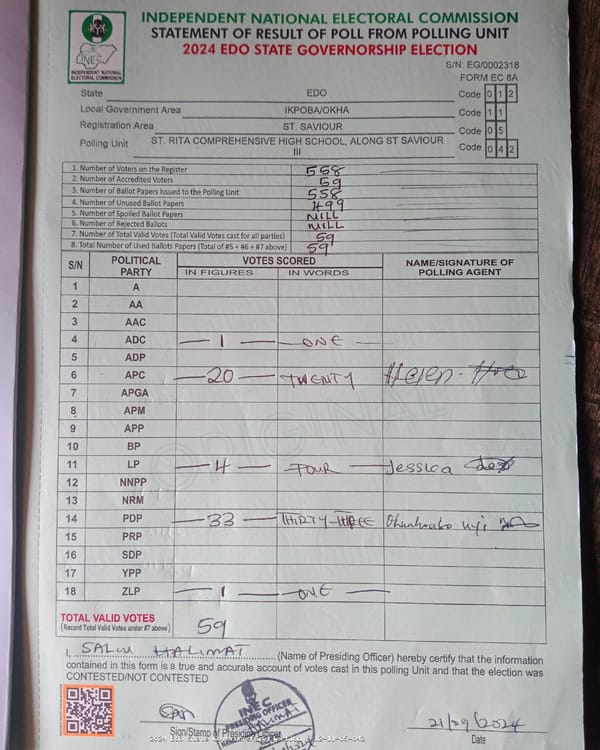 INDEPENDENT NATIONAL ELECTORAL COMMISSION
STATEMENT OF RESULT OF POLL FROM POLLING UNIT
2024 EDO STATE GOVERNORSHIP ELECTION
INEC
INDEPENDENT NATIONAL ELECTORAL COMMISSION
S/N: EG/0002318
FORM EC 8A
State EDO Code 0 1 2
Local Government Area IKPOBA/OKHA Code 1 1
Registration Area ST. SAVIOUR Code 0 5
Polling Unit ST. RITA COMPREHENSIVE HIGH SCHOOL, ALONG ST SAVIOUR III Code 0 4 2
1. Number of Voters on the Register 558
2. Number of Accredited Voters 59
3. Number of Ballot Papers Issued to the Polling Unit 558
4. Number of Unused Ballot Papers 499
5. Number of Spoiled Ballot Papers NILL
6. Number of Rejected Ballots NILL
7. Number of Total Valid Votes (Total Valid Votes cast for all parties) 59
8. Total Number of Used Ballots Papers (Total of #5 + #6 + #7 above) 59
S/N POLITICAL PARTY VOTES SCORED NAME/SIGNATURE OF POLLING AGENT
IN FIGURES IN WORDS
1 A
2 AA
3 AAC
4 ADC 1 ONE
5 ADP
6 APC 20 TWENTY Helen
7 APGA
8 APM
9 APP
10 BP
11 LP 4 FOUR Jessica
12 NNPP
13 NRM
14 PDP 33 THIRTY-THREE
15 PRP
16 SDP
17 YPP
18 ZLP 1 ONE
ORIGINAL
TOTAL VALID VOTES 59
(Record Total Valid Votes under #7 above)
I, SALIU HALIMAT (Name of Presiding Officer) hereby certify that the information
contained in this form is a true and accurate account of votes cast in this polling Unit and that the election was
CONTESTED/NOT CONTESTED
INEC
PRESIDING OFFICER
21/09/2024
Sign/Stamp of Presiding Officer
Date